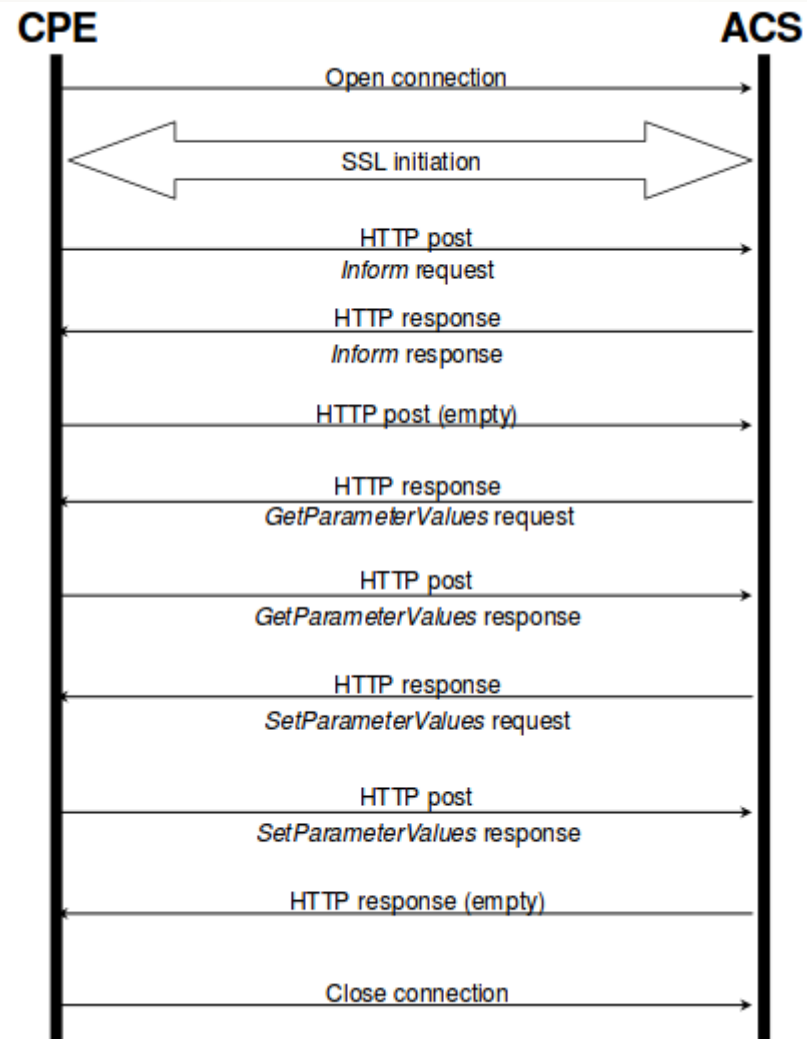 CPE ACS
Open connection
SSL initiation
HTTP post
Inform request
HTTP response
Inform response
HTTP post (empty)
HTTP response
GetParameterValues request
HTTP post
GetParameterValues response
HTTP response
SetParameterValues request
HTTP post
SetParameterValues response
HTTP response (empty)
Close connection